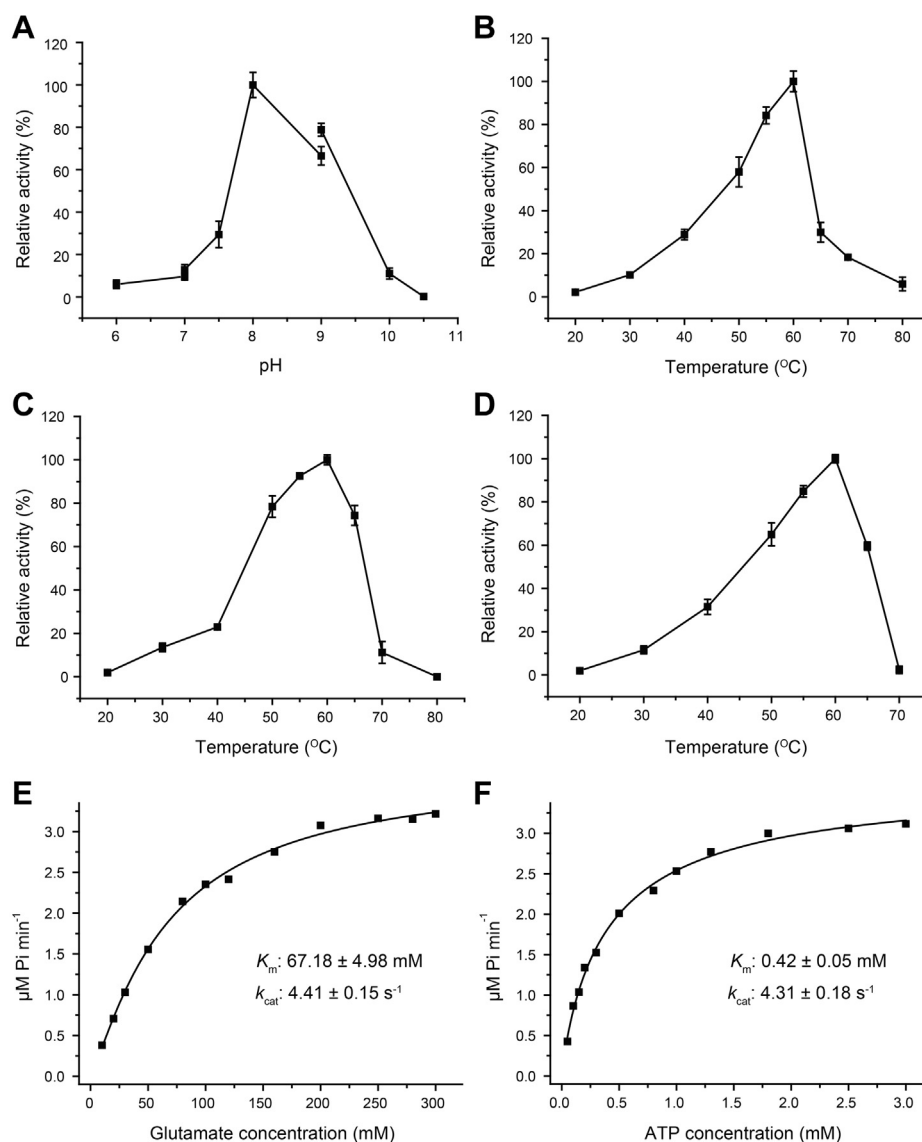 A
120
100
80
60
40
20
0
Relative activity (%)
6 7 8 9 10 11
pH
B
120
100
80
60
40
20
0
Relative activity (%)
20 30 40 50 60 70 80
Temperature (ºC)
C
120
100
80
60
40
20
0
Relative activity (%)
20 30 40 50 60 70 80
Temperature (ºC)
D
120
100
80
60
40
20
0
Relative activity (%)
20 30 40 50 60 70
Temperature (ºC)
E
3.0
2.5
2.0
1.5
1.0
0.5
0.0
µM Pi min⁻¹
Km: 67.18 ± 4.98 mM
kcat: 4.41 ± 0.15 s⁻¹
0 50 100 150 200 250 300
Glutamate concentration (mM)
F
3.0
2.5
2.0
1.5
1.0
0.5
0.0
µM Pi min⁻¹
Km: 0.42 ± 0.05 mM
kcat: 4.31 ± 0.18 s⁻¹
0.0 0.5 1.0 1.5 2.0 2.5 3.0
ATP concentration (mM)